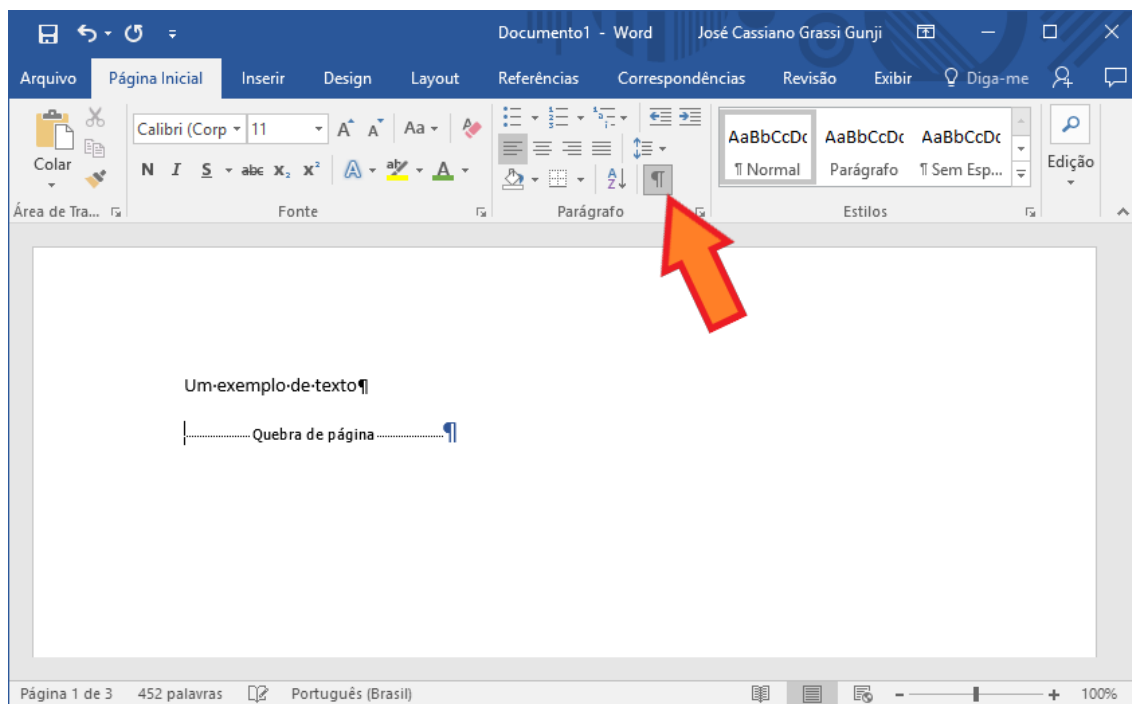 Documento1 - Word José Cassiano Grassi Gunji
Arquivo Página Inicial Inserir Design Layout Referências Correspondências Revisão Exibir Diga-me
Colar
Calibri (Corp 11 A A Aa
N I S abc x₂ x² A aby A
A Z
AaBbCcDc AaBbCcDc AaBbCcDc
¶ Normal Parágrafo ¶ Sem Esp...
Edição
Área de Tra... Fonte Parágrafo Estilos
Um·exemplo·de·texto¶
Quebra de página ¶
Página 1 de 3 452 palavras Português (Brasil) 100%